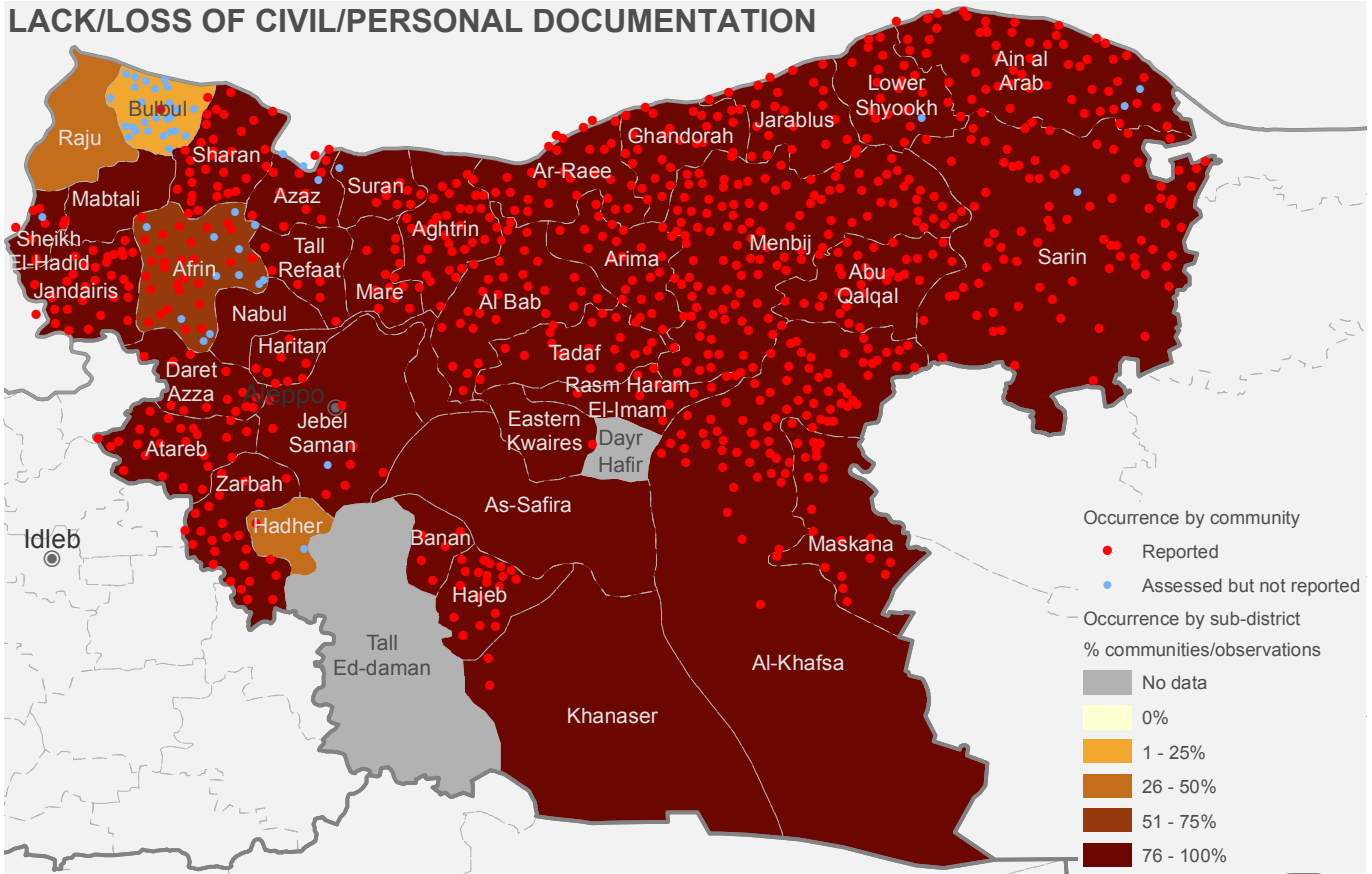 LACK/LOSS OF CIVIL/PERSONAL DOCUMENTATION
Ain al
Arab
Lower
Shyookh
Bulbul
Raju
Jarablus
Ghandorah
Sharan
Ar-Raee
Azaz
Suran
Mabtali
Aghtrin
Sheikh
El-Hadid
Tall
Refaat
Menbij
Arima
Sarin
Afrin
Abu
Qalqal
Jandairis
Mare
Al Bab
Nabul
Haritan
Tadaf
Daret
Azza
Rasm Haram
El-Imam
Aleppo
Jebel
Saman
Eastern
Kwaires
Dayr
Hafir
Atareb
Zarbah
As-Safira
Hadher
Idleb
Banan
Maskana
Hajeb
Tall
Ed-daman
Al-Khafsa
Khanaser
Occurrence by community
Reported
Assessed but not reported
Occurrence by sub-district
% communities/observations
No data
0%
1 - 25%
26 - 50%
51 - 75%
76 - 100%